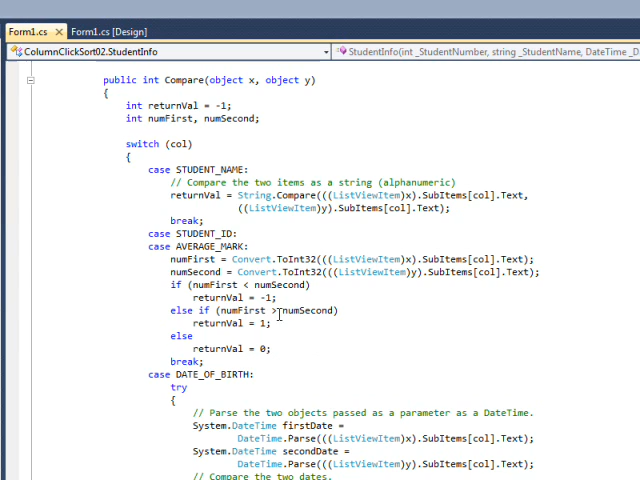 Form1.cs
Form1.cs [Design]
ColumnClickSort02.StudentInfo
StudentInfo(int _StudentNumber, string _StudentName, DateTime _D
public int Compare(object x, object y)
{
int returnVal = -1;
int numFirst, numSecond;
switch (col)
{
case STUDENT_NAME:
// Compare the two items as a string (alphanumeric)
returnVal = String.Compare(((ListViewItem)x).SubItems[col].Text,
((ListViewItem)y).SubItems[col].Text);
break;
case STUDENT_ID:
case AVERAGE_MARK:
numFirst = Convert.ToInt32(((ListViewItem)x).SubItems[col].Text);
numSecond = Convert.ToInt32(((ListViewItem)y).SubItems[col].Text);
if (numFirst < numSecond)
returnVal = -1;
else if (numFirst > numSecond)
returnVal = 1;
else
returnVal = 0;
break;
case DATE_OF_BIRTH:
try
{
// Parse the two objects passed as a parameter as a DateTime.
System.DateTime firstDate =
DateTime.Parse(((ListViewItem)x).SubItems[col].Text);
System.DateTime secondDate =
DateTime.Parse(((ListViewItem)y).SubItems[col].Text);
// Compare the two dates.